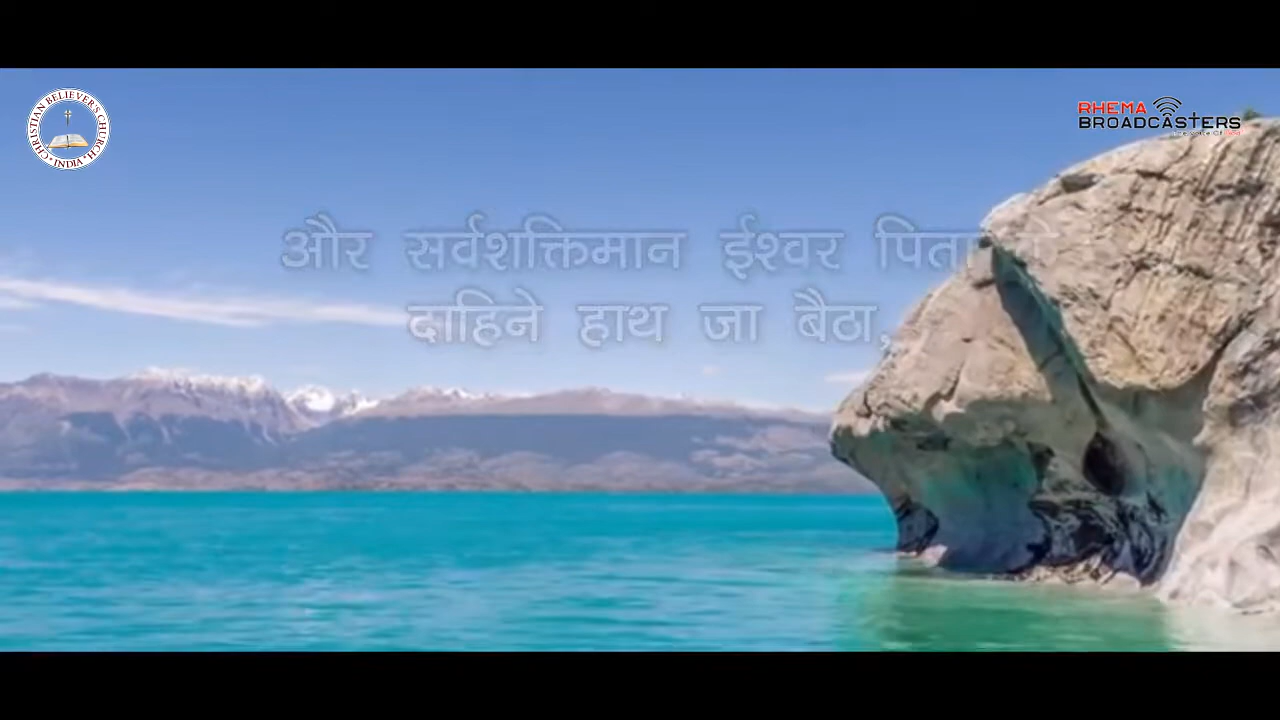 CHRISTIAN BELIEVER'S CHURCH • INDIA •
RHEMA
BROADCASTERS
और सर्वशक्तिमान ईश्वर पिता
दाहिने हाथ जा बैठा,